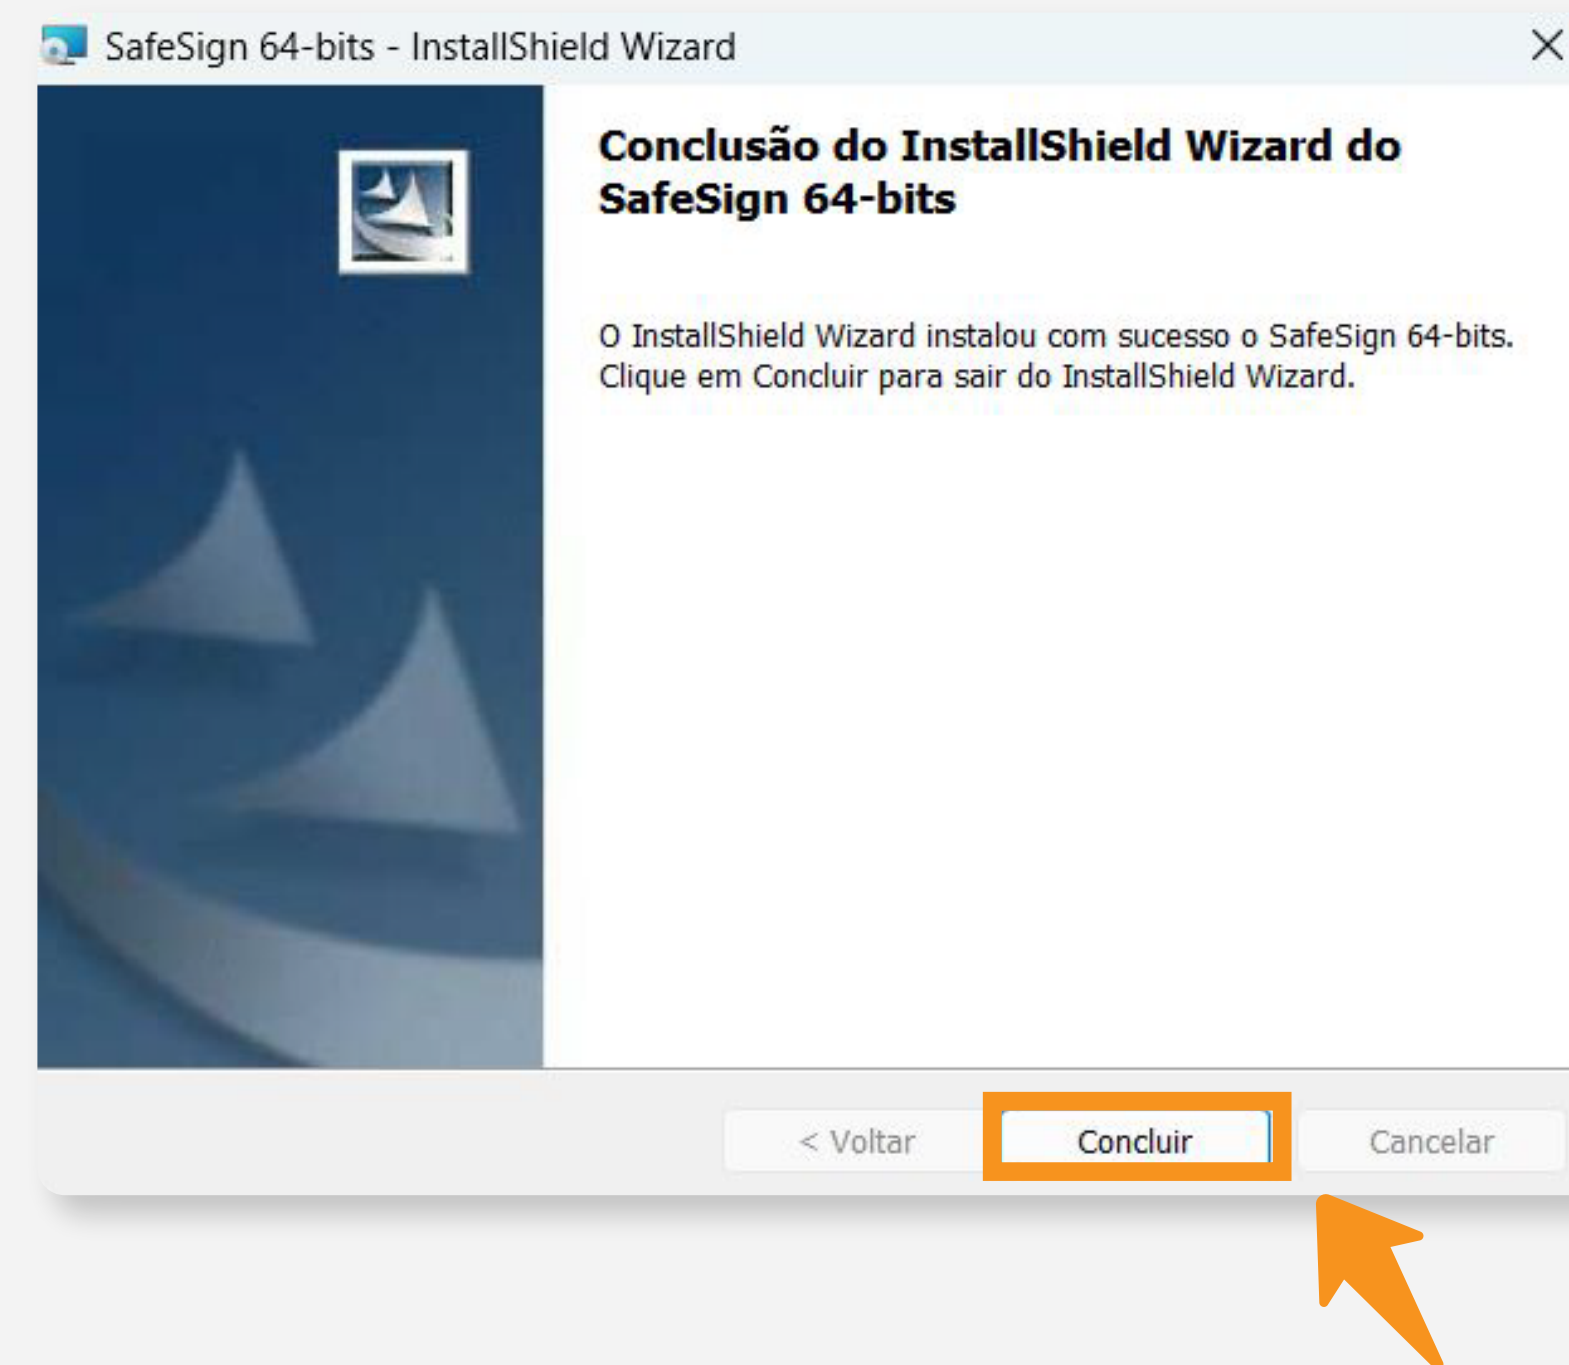 SafeSign 64-bits - InstallShield Wizard
Conclusão do InstallShield Wizard do
SafeSign 64-bits
O InstallShield Wizard instalou com sucesso o SafeSign 64-bits.
Clique em Concluir para sair do InstallShield Wizard.
< Voltar
Concluir
Cancelar